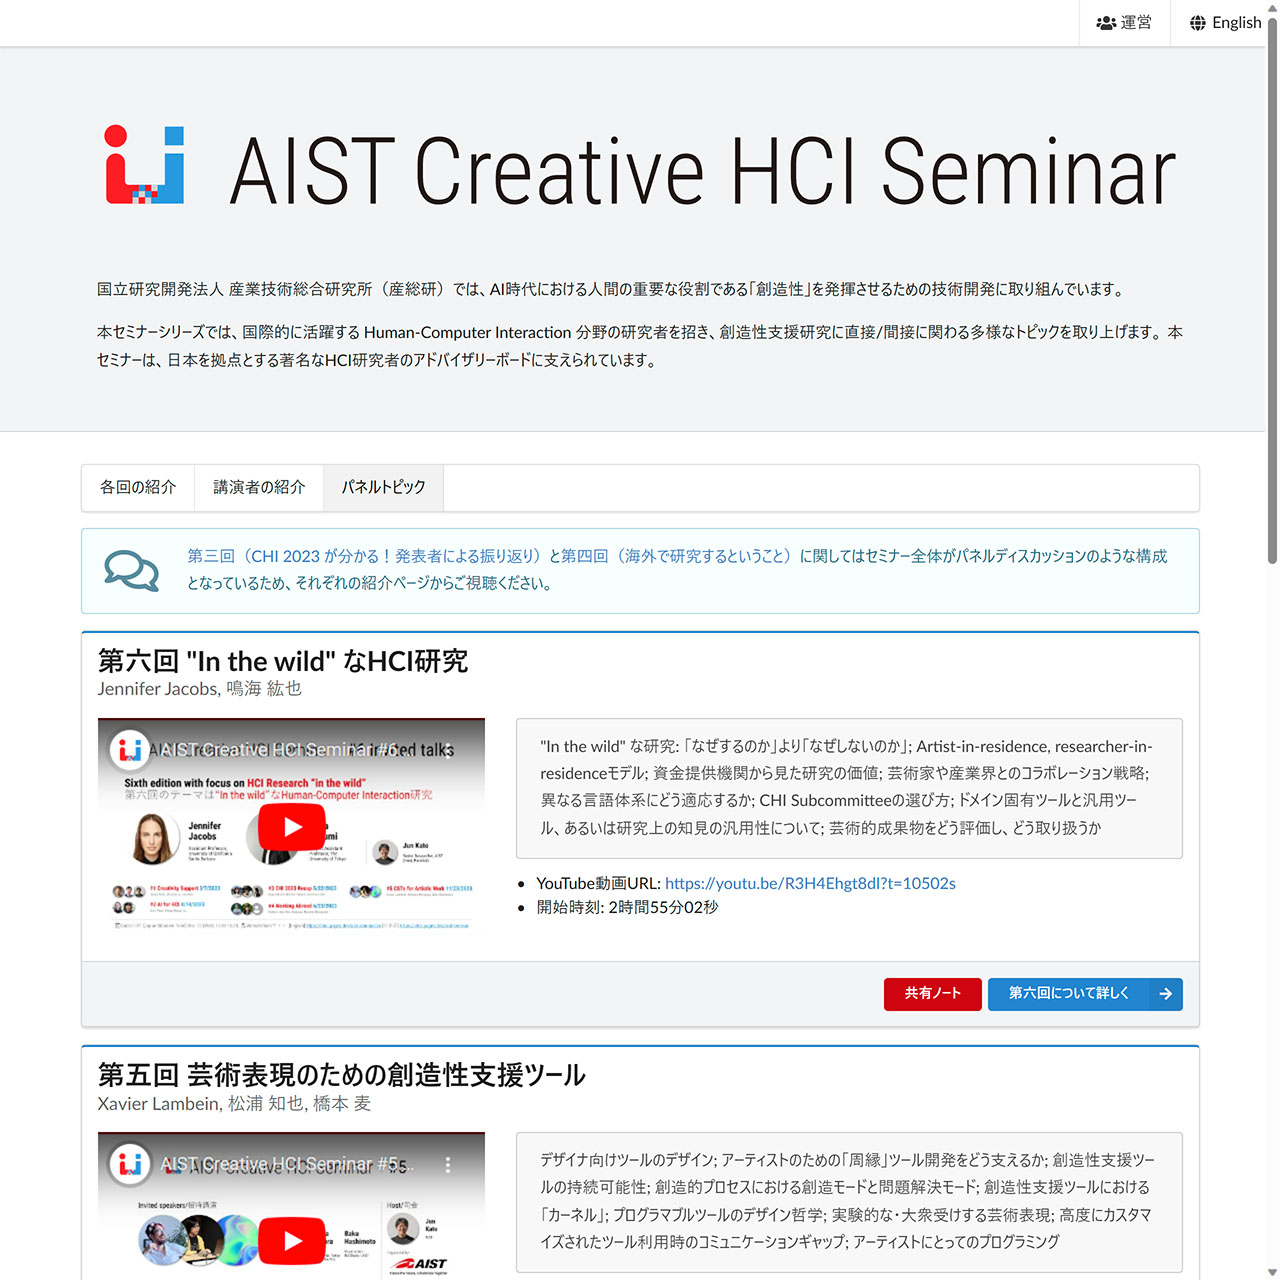 運営
English
AIST Creative HCI Seminar
国立研究開発法人 産業技術総合研究所（産総研）では、AI時代における人間の重要な役割である「創造性」を発揮させるための技術開発に取り組んでいます。
本セミナーシリーズでは、国際的に活躍する Human-Computer Interaction 分野の研究者を招き、創造性支援研究に直接/間接に関わる多様なトピックを取り上げます。本
セミナーは、日本を拠点とする著名なHCI研究者のアドバイザリーボードに支えられています。
各回の紹介
講演者の紹介
パネルトピック
第三回（CHI 2023 が分かる！発表者による振り返り）と第四回（海外で研究するということ）に関してはセミナー全体がパネルディスカッションのような構成
となっているため、それぞれの紹介ページからご視聴ください。
第六回 "In the wild" なHCI研究
Jennifer Jacobs, 鳴海 紘也
AIST Creative HCI Seminar #6
invited talks
Sixth edition with focus on HCI Research "in the wild"
第六回のテーマは"In the wild"なHuman-Computer Interaction研究
Jennifer
Jacobs
Jun Kato
#1 Creativity Support
#2 AI for HCI
#3 CHI 2023 Recap
#4 Working Abroad
#5 CSTs for Artistic Work
"In the wild" な研究: 「なぜするのか」より「なぜしないのか」; Artist-in-residence, researcher-in-
residenceモデル; 資金提供機関から見た研究の価値; 芸術家や産業界とのコラボレーション戦略;
異なる言語体系にどう適応するか; CHI Subcommitteeの選び方; ドメイン固有ツールと汎用ツー
ル、あるいは研究上の知見の汎用性について; 芸術的成果物をどう評価し、どう取り扱うか
YouTube動画URL: https://youtu.be/R3H4Ehgt8dI?t=10502s
開始時刻: 2時間55分02秒
共有ノート
第六回について詳しく
第五回 芸術表現のための創造性支援ツール
Xavier Lambein, 松浦 知也, 橋本 麦
AIST Creative HCI Seminar #5...
Invited speakers/招待講演
Host/司会
Jun
Kato
Baku
Hashimoto
AIST
デザイナ向けツールのデザイン; アーティストのための「周縁」ツール開発をどう支えるか; 創造性支援ツー
ルの持続可能性; 創造的プロセスにおける創造モードと問題解決モード; 創造性支援ツールにおける
「カーネル」; プログラマブルツールのデザイン哲学; 実験的な・大衆受けする芸術表現; 高度にカスタマ
イズされたツール利用時のコミュニケーションギャップ; アーティストにとってのプログラミング